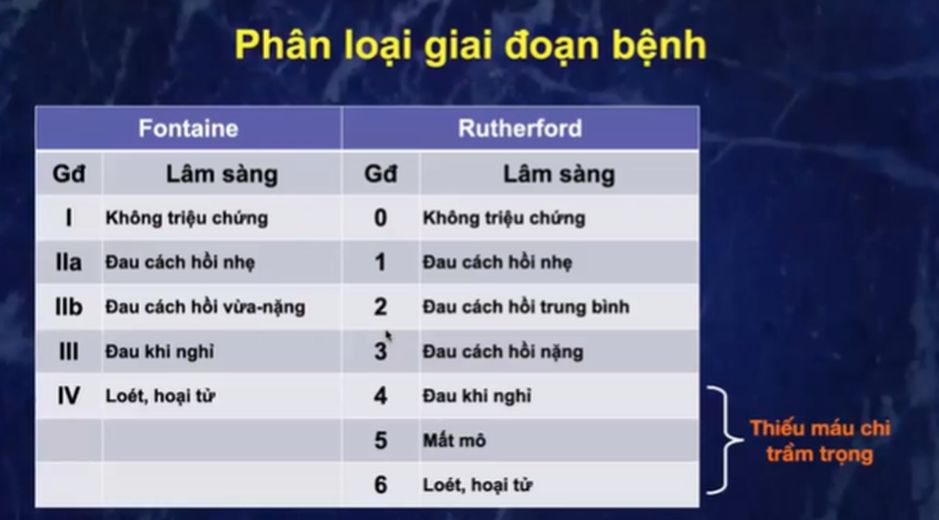 Phân loại giai đoạn bệnh
Fontaine Rutherford
Gđ Lâm sàng Gđ Lâm sàng
I Không triệu chứng 0 Không triệu chứng
IIa Đau cách hồi nhẹ 1 Đau cách hồi nhẹ
IIb Đau cách hồi vừa-nặng 2 Đau cách hồi trung bình
III Đau khi nghỉ 3 Đau cách hồi nặng
IV Loét, hoại tử 4 Đau khi nghỉ
5 Mất mô
6 Loét, hoại tử
Thiếu máu chi
trầm trọng